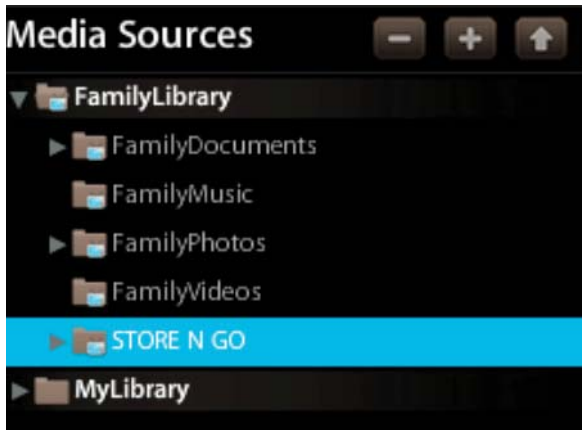 Media Sources
FamilyLibrary
FamilyDocuments
FamilyMusic
FamilyPhotos
FamilyVideos
STORE N GO
MyLibrary